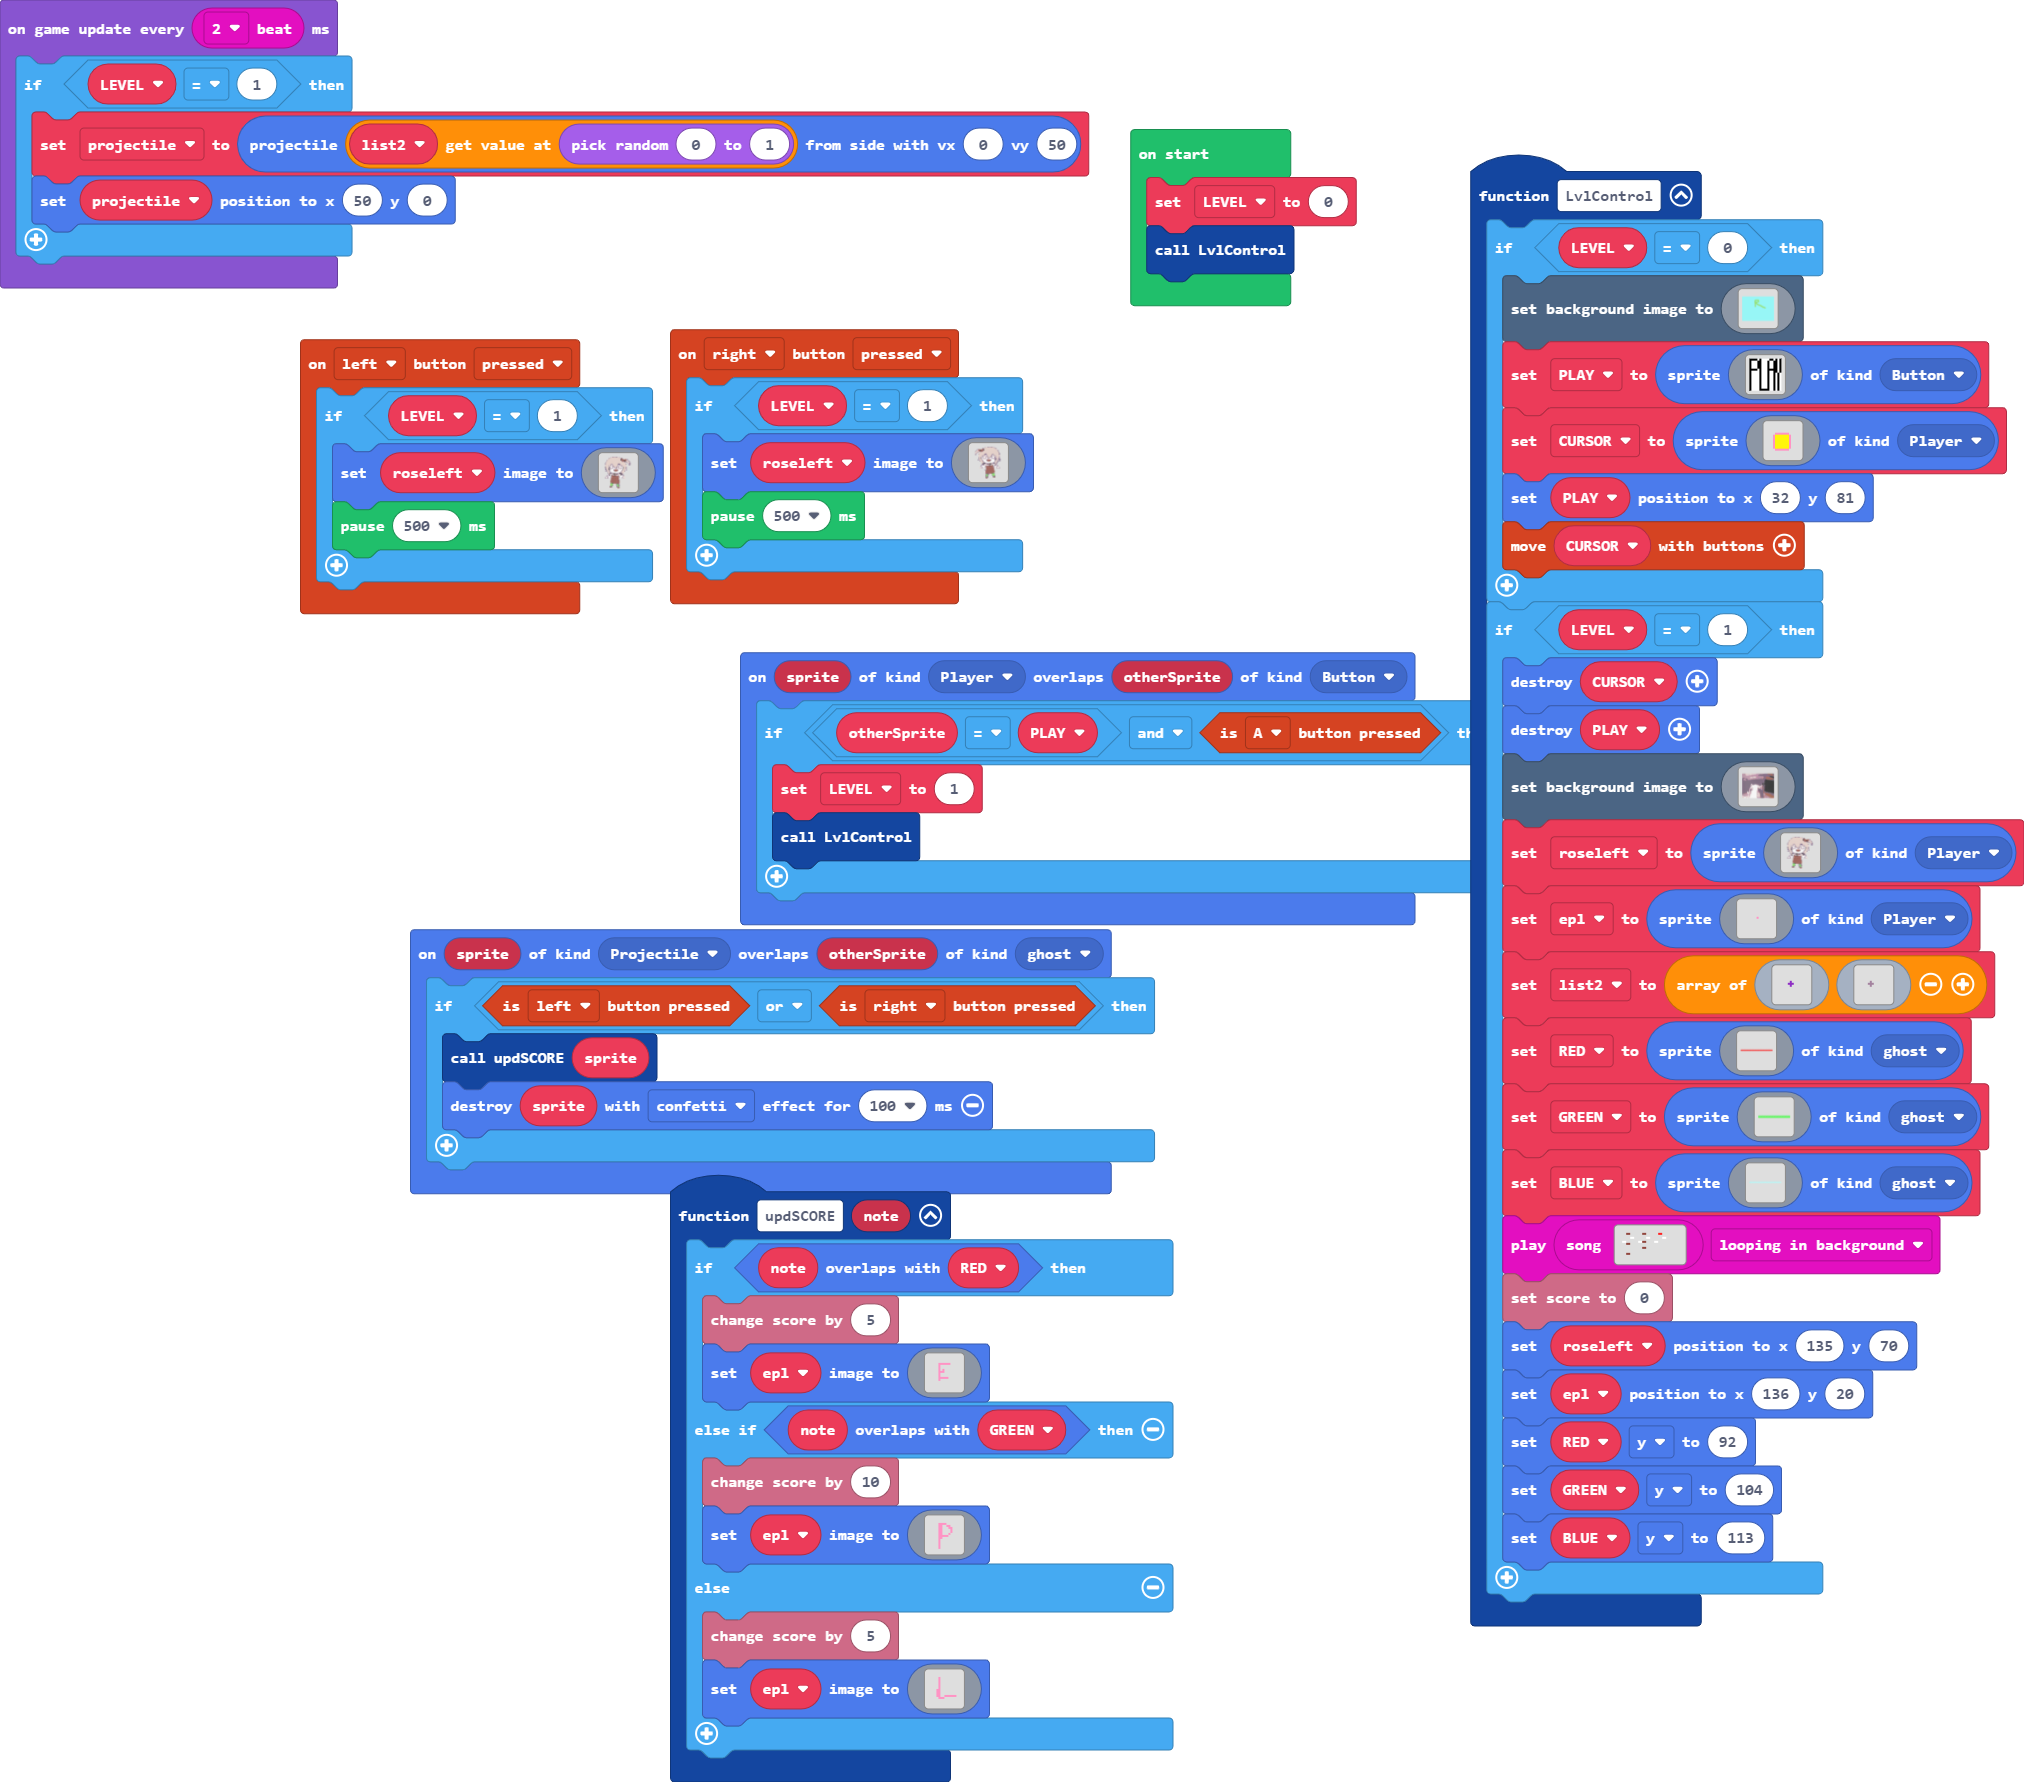 on game update every 2 beat ms
if LEVEL = 1 then
set projectile to projectile list2 get value at pick random 0 to 1 from side with vx 0 vy 50
set projectile position to x 50 y 0
on start
set LEVEL to 0
call LvlControl
on left button pressed
if LEVEL = 1 then
set roseleft image to
pause 500 ms
on right button pressed
if LEVEL = 1 then
set roseleft image to
pause 500 ms
on sprite of kind Player overlaps otherSprite of kind Button
if otherSprite = PLAY and is A button pressed th
set LEVEL to 1
call LvlControl
on sprite of kind Projectile overlaps otherSprite of kind ghost
if is left button pressed or is right button pressed then
call updSCORE sprite
destroy sprite with confetti effect for 100 ms
function updSCORE note
if note overlaps with RED then
change score by 5
set epl image to E
else if note overlaps with GREEN then
change score by 10
set epl image to P
else
change score by 5
set epl image to L
function LvlControl
if LEVEL = 0 then
set background image to
set PLAY to sprite PLAY of kind Button
set CURSOR to sprite of kind Player
set PLAY position to x 32 y 81
move CURSOR with buttons
if LEVEL = 1 then
destroy CURSOR
destroy PLAY
set background image to
set roseleft to sprite of kind Player
set epl to sprite of kind Player
set list2 to array of
set RED to sprite of kind ghost
set GREEN to sprite of kind ghost
set BLUE to sprite of kind ghost
play song looping in background
set score to 0
set roseleft position to x 135 y 70
set epl position to x 136 y 20
set RED y to 92
set GREEN y to 104
set BLUE y to 113